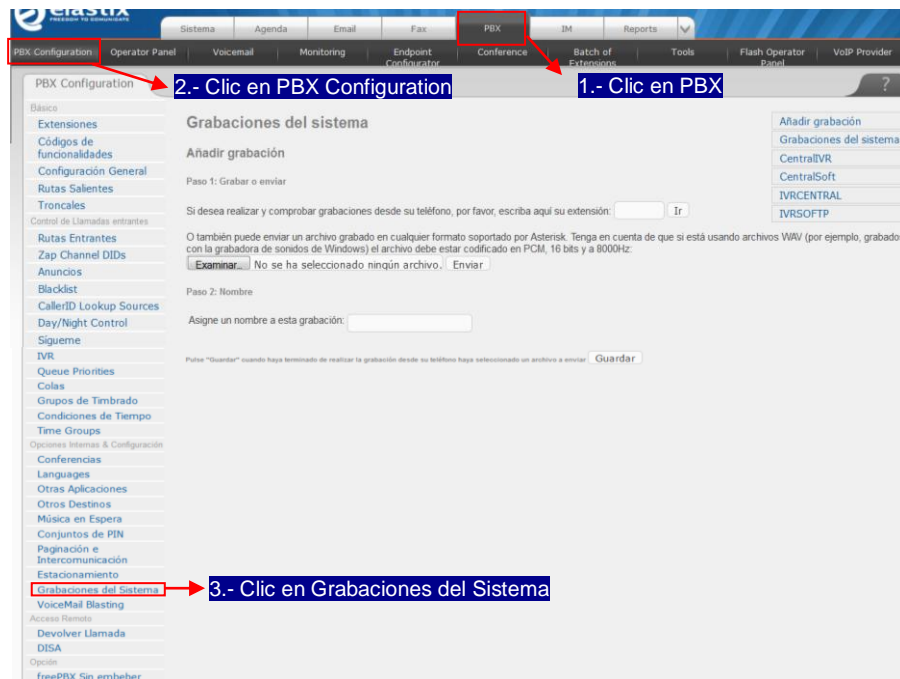 elastix
FREEDOM TO COMMUNICATE
Sistema Agenda Email Fax PBX IM Reports
PBX Configuration Operator Panel Voicemail Monitoring Endpoint Configurator Conference Batch of Extensions Tools Flash Operator Panel VoIP Provider
PBX Configuration
2.- Clic en PBX Configuration
1.- Clic en PBX
?
Básico
Extensiones
Códigos de
funcionalidades
Configuración General
Rutas Salientes
Troncales
Control de Llamadas entrantes
Rutas Entrantes
Zap Channel DIDs
Anuncios
Blacklist
CallerID Lookup Sources
Day/Night Control
Sígueme
IVR
Queue Priorities
Colas
Grupos de Timbrado
Condiciones de Tiempo
Time Groups
Opciones Internas & Configuración
Conferencias
Languages
Otras Aplicaciones
Otros Destinos
Música en Espera
Conjuntos de PIN
Paginación e
Intercomunicación
Estacionamiento
Grabaciones del Sistema
3.- Clic en Grabaciones del Sistema
VoiceMail Blasting
Acceso Remoto
Devolver Llamada
DISA
Opción
freePBX Sin embeber
Grabaciones del sistema
Añadir grabación
Paso 1: Grabar o enviar
Si desea realizar y comprobar grabaciones desde su teléfono, por favor, escriba aquí su extensión: Ir
O también puede enviar un archivo grabado en cualquier formato soportado por Asterisk. Tenga en cuenta de que si está usando archivos WAV (por ejemplo, grabado
con la grabadora de sonidos de Windows) el archivo debe estar codificado en PCM, 16 bits y a 8000Hz:
Examinar... No se ha seleccionado ningún archivo. Enviar
Paso 2: Nombre
Asigne un nombre a esta grabación:
Pulse "Guardar" cuando haya terminado de realizar la grabación desde su teléfono haya seleccionado un archivo a enviar Guardar
Añadir grabación
Grabaciones del sistema
CentralIVR
CentralSoft
IVRCENTRAL
IVRSOFTP